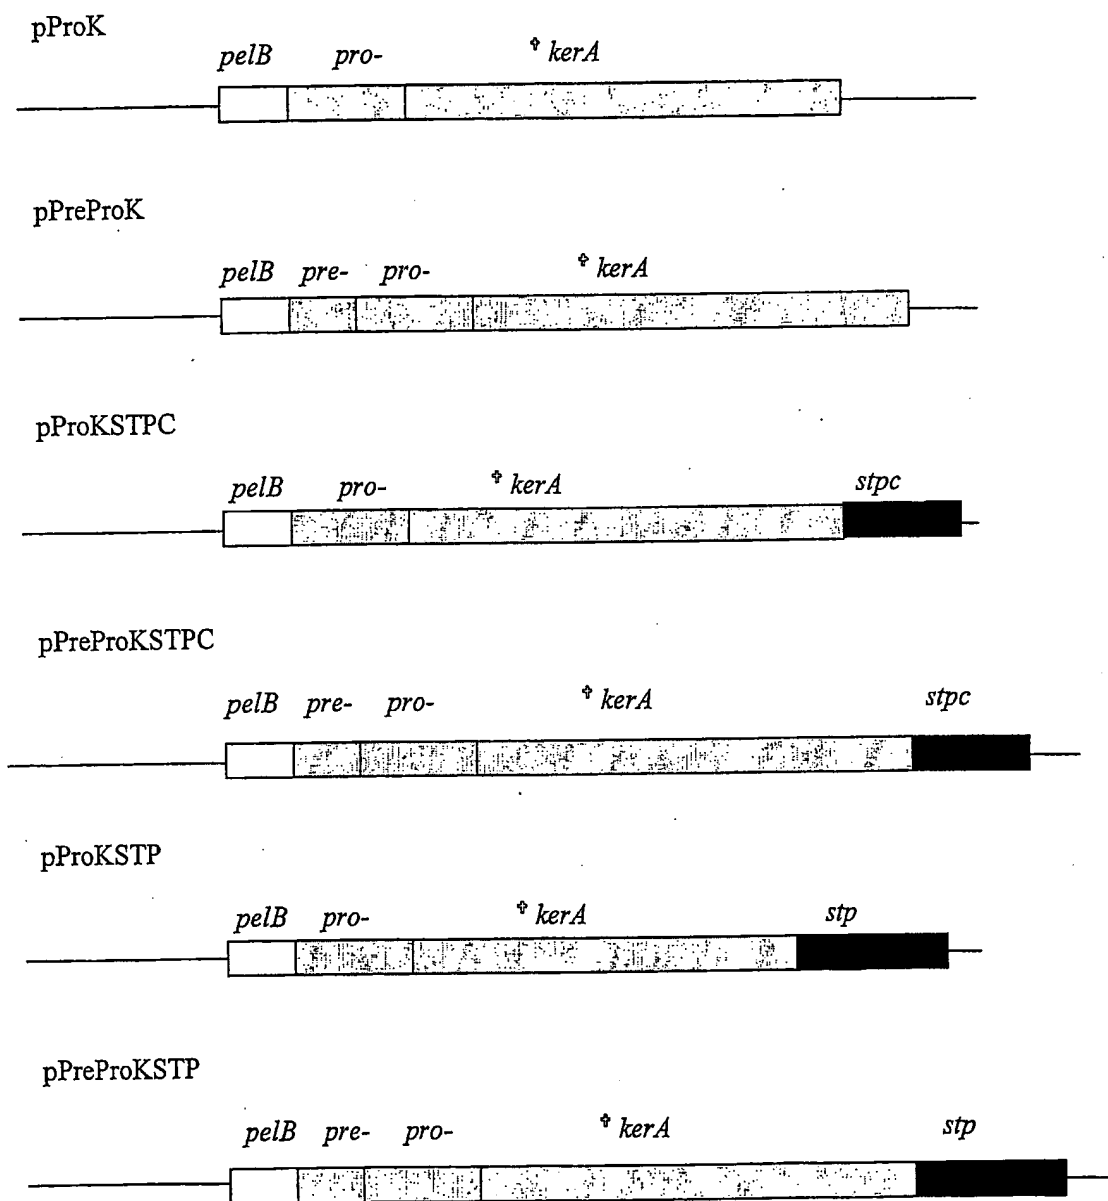 pProK
pelB pro- ✞ kerA
pPreProK
pelB pre- pro- ✞ kerA
pProKSTPC
pelB pro- ✞ kerA stpc
pPreProKSTPC
pelB pre- pro- ✞ kerA stpc
pProKSTP
pelB pro- ✞ kerA stp
pPreProKSTP
pelB pre- pro- ✞ kerA stp